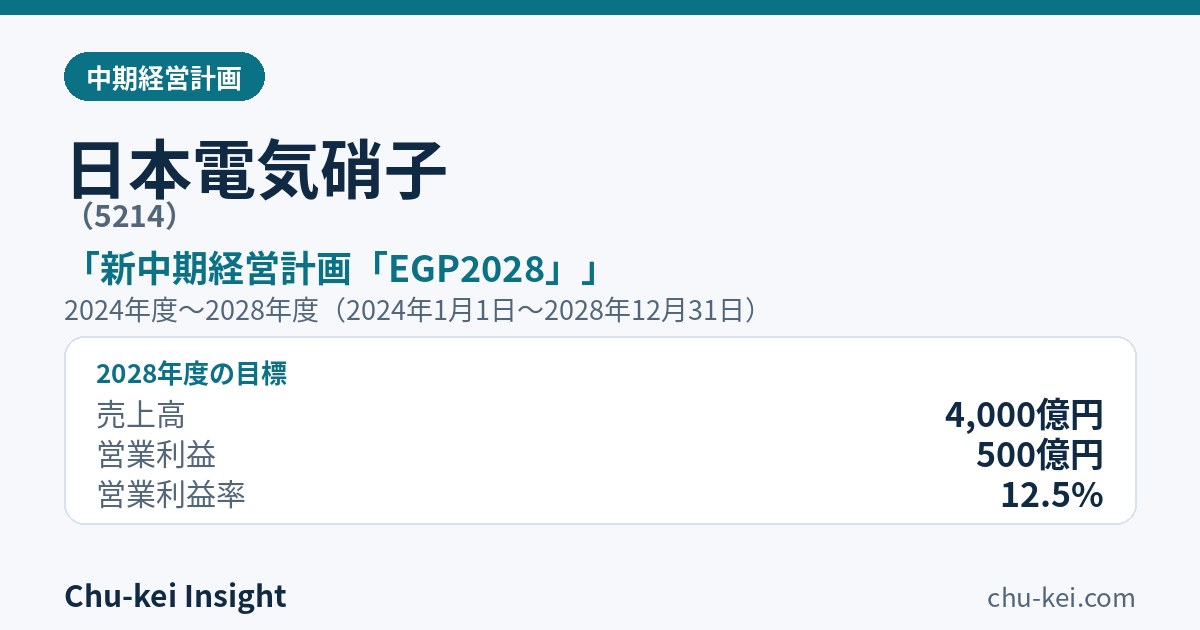 中期経営計画
日本電気硝子
（5214）
「新中期経営計画「EGP2028」」
2024年度〜2028年度（2024年1月1日〜2028年12月31日）
2028年度の目標
売上高 4,000億円
営業利益 500億円
営業利益率 12.5%
Chu-kei Insight chu-kei.com